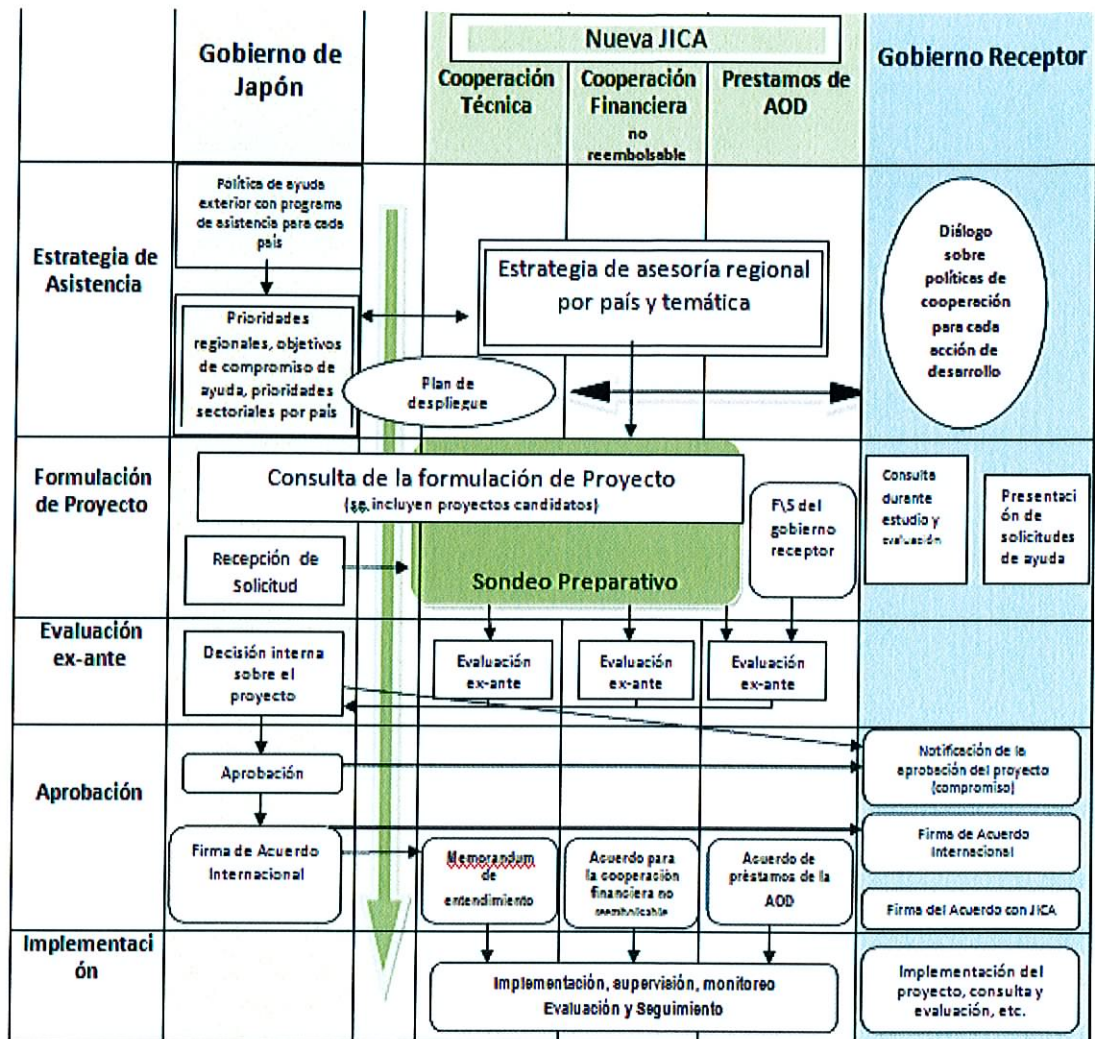 Gobierno de
Japón
Nueva JICA
Cooperación
Técnica
Cooperación
Financiera
no
reembolsable
Prestamos de
AOD
Gobierno Receptor
Estrategia de
Asistencia
Política de ayuda
exterior con programa
de asistencia para cada
país
Prioridades
regionales, objetivos
de compromiso de
ayuda, prioridades
sectoriales por país
Estrategia de asesoría regional
por país y temática
Plan de
despliegue
Diálogo
sobre
políticas de
cooperación
para cada
acción de
desarrollo
Formulación
de Proyecto
Consulta de la formulación de Proyecto
(se incluyen proyectos candidatos)
Recepción de
Solicitud
Sondeo Preparativo
F\S del
gobierno
receptor
Consulta
durante
estudio y
evaluación
Presentaci
ón de
solicitudes
de ayuda
Evaluación
ex-ante
Decisión interna
sobre el
proyecto
Evaluación
ex-ante
Evaluación
ex-ante
Evaluación
ex-ante
Aprobación
Aprobación
Notificación de la
aprobación del proyecto
(compromiso)
Firma de Acuerdo
Internacional
Memorandum
de
entendimiento
Acuerdo para
la cooperación
financiera no
reembolsable
Acuerdo de
préstamos de la
AOD
Firma de Acuerdo
Internacional
Firma del Acuerdo con JICA
Implementaci
ón
Implementación, supervisión, monitoreo
Evaluación y Seguimiento
Implementación del
proyecto, consulta y
evaluación, etc.